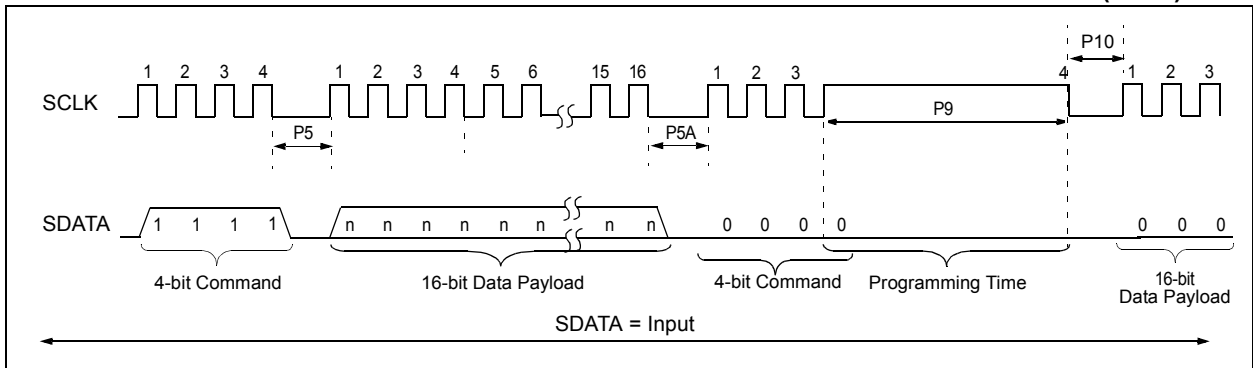 P10
1 2 3 4 1 2 3 4 5 6 15 16 1 2 3 4 1 2 3
SCLK
P5 P5A P9
SDATA
1 1 1 1 n n n n n n n n 0 0 0 0 0 0 0
4-bit Command 16-bit Data Payload 4-bit Command Programming Time 16-bit
Data Payload
SDATA = Input